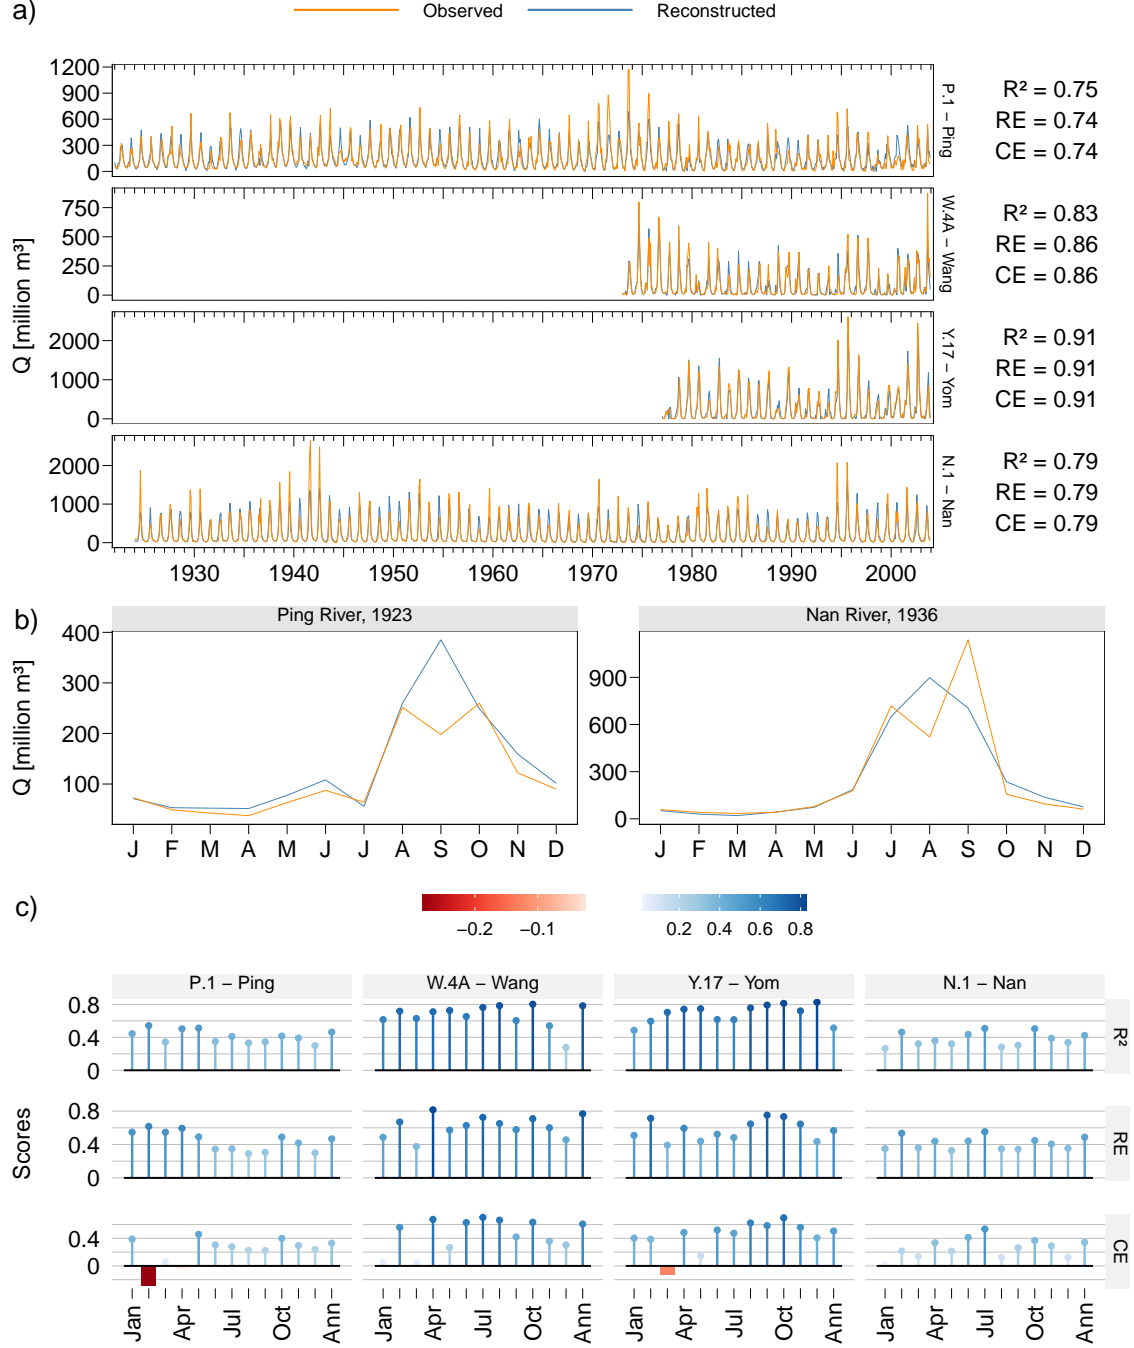 a)
Observed Reconstructed
1200
900
600
300
0
P.1 − Ping
R² = 0.75
RE = 0.74
CE = 0.74
750
500
250
0
W.4A − Wang
R² = 0.83
RE = 0.86
CE = 0.86
Q [million m³]
2000
1000
0
Y.17 − Yom
R² = 0.91
RE = 0.91
CE = 0.91
2000
1000
0
N.1 − Nan
R² = 0.79
RE = 0.79
CE = 0.79
1930 1940 1950 1960 1970 1980 1990 2000
b)
Ping River, 1923
Nan River, 1936
Q [million m³]
400
300
200
100
J F M A M J J A S O N D
900
600
300
0
J F M A M J J A S O N D
c)
−0.2 −0.1
0.2 0.4 0.6 0.8
P.1 − Ping W.4A − Wang Y.17 − Yom N.1 − Nan
Scores
0.8
0.4
0
R²
0.8
0.4
0
RE
0.4
0
CE
Jan Apr Jul Oct Ann Jan Apr Jul Oct Ann Jan Apr Jul Oct Ann Jan Apr Jul Oct Ann